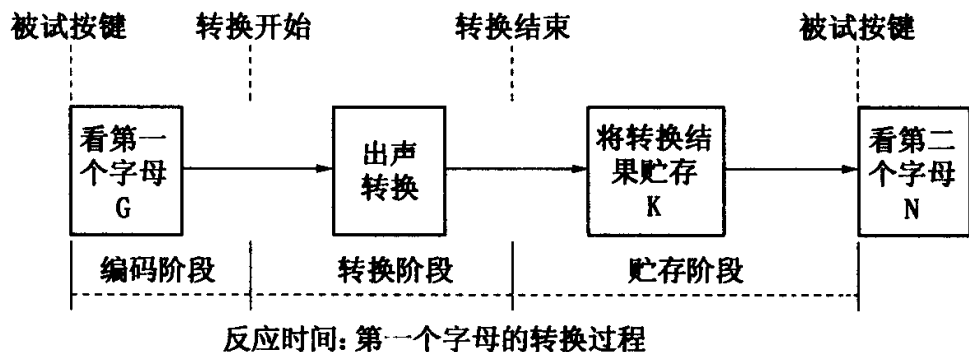 被试按键 转换开始 转换结束 被试按键
看第一
个字母
G
出声
转换
将转换结
果贮存
K
看第二
个字母
N
编码阶段 转换阶段 贮存阶段
反应时间: 第一个字母的转换过程